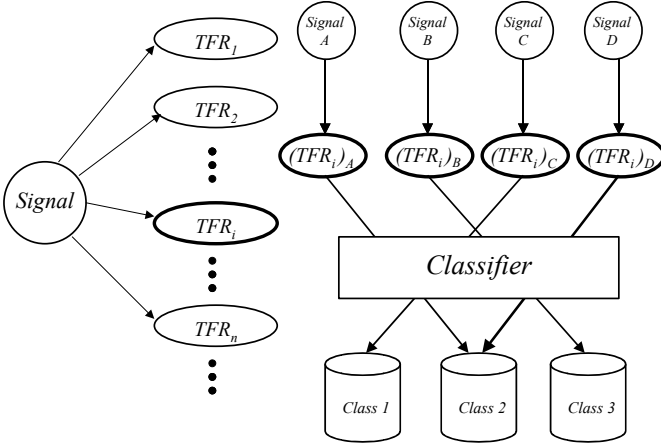 Signal
TFR1
TFR2
TFRi
TFRn
Signal
A
Signal
B
Signal
C
Signal
D
(TFRi)A
(TFRi)B
(TFRi)C
(TFRi)D
Classifier
Class 1
Class 2
Class 3